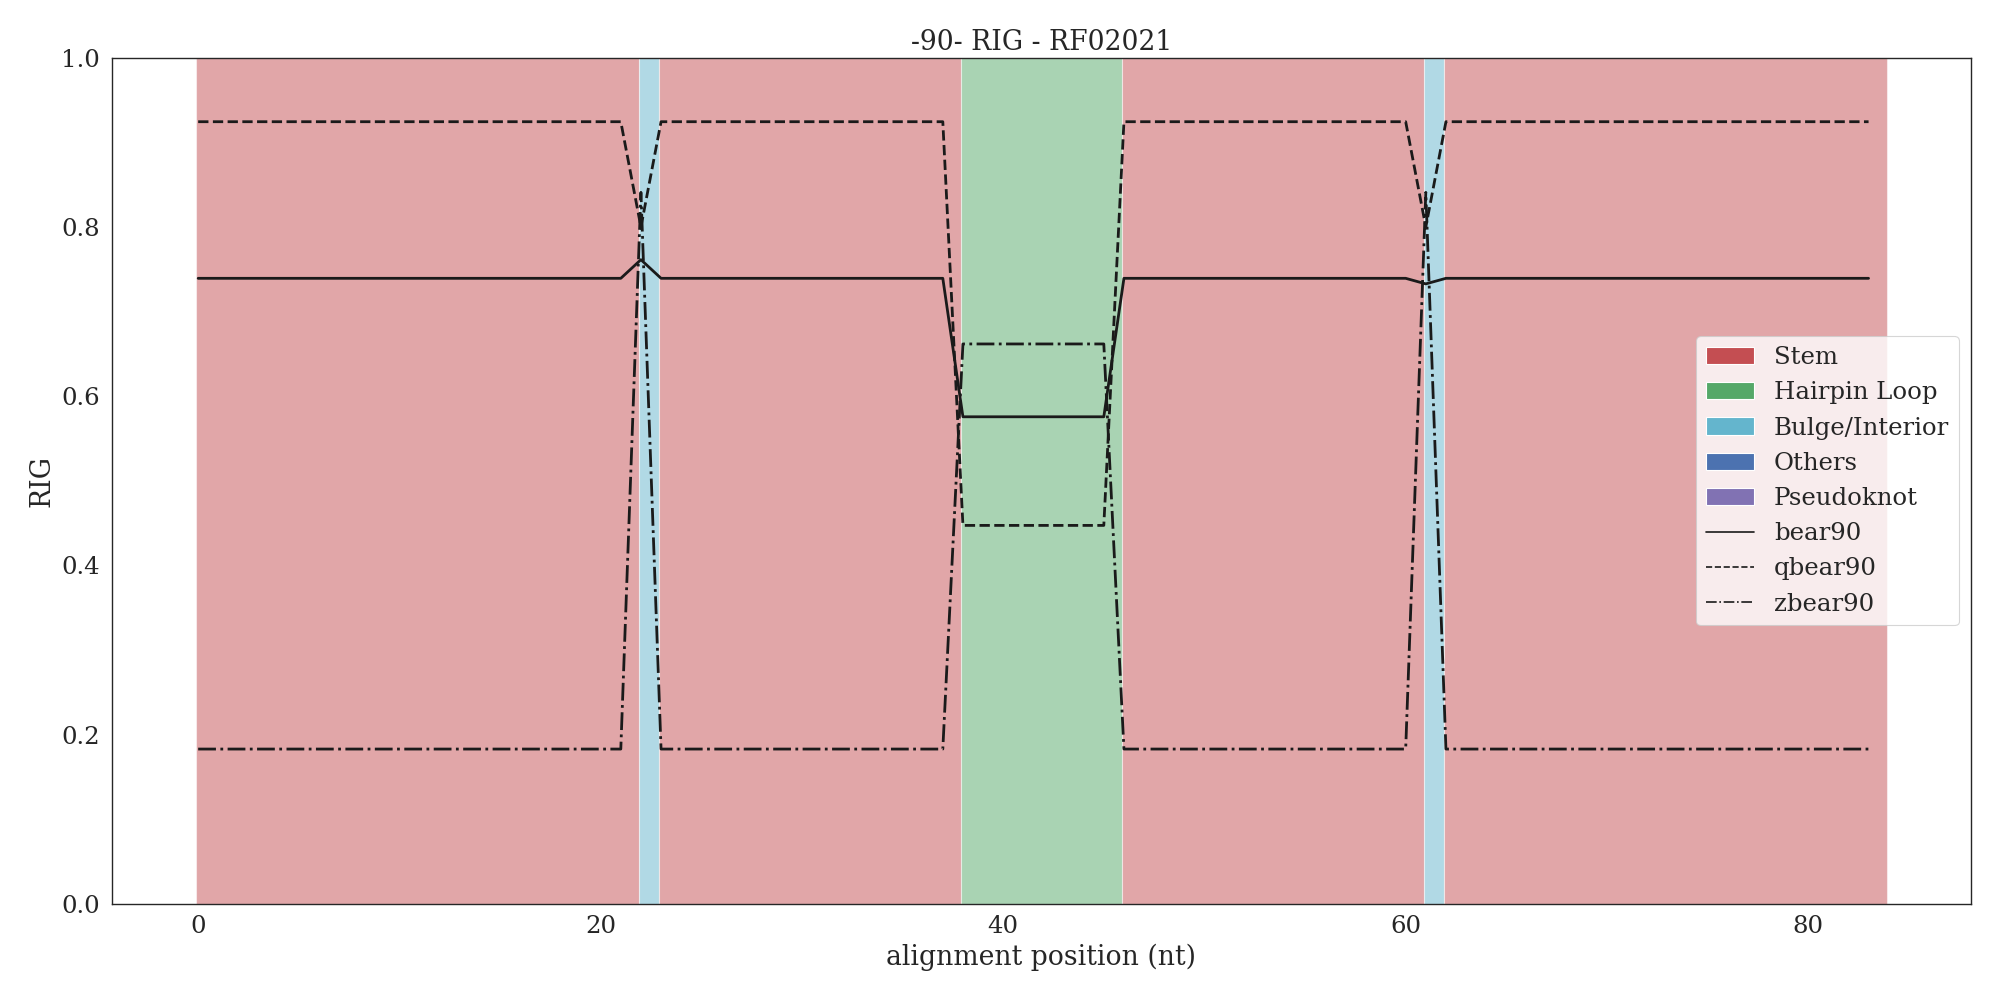 -90- RIG - RF02021
1.0
0.8
0.6
0.4
0.2
0.0
RIG
0 20 40 60 80
alignment position (nt)
Stem
Hairpin Loop
Bulge/Interior
Others
Pseudoknot
bear90
qbear90
zbear90